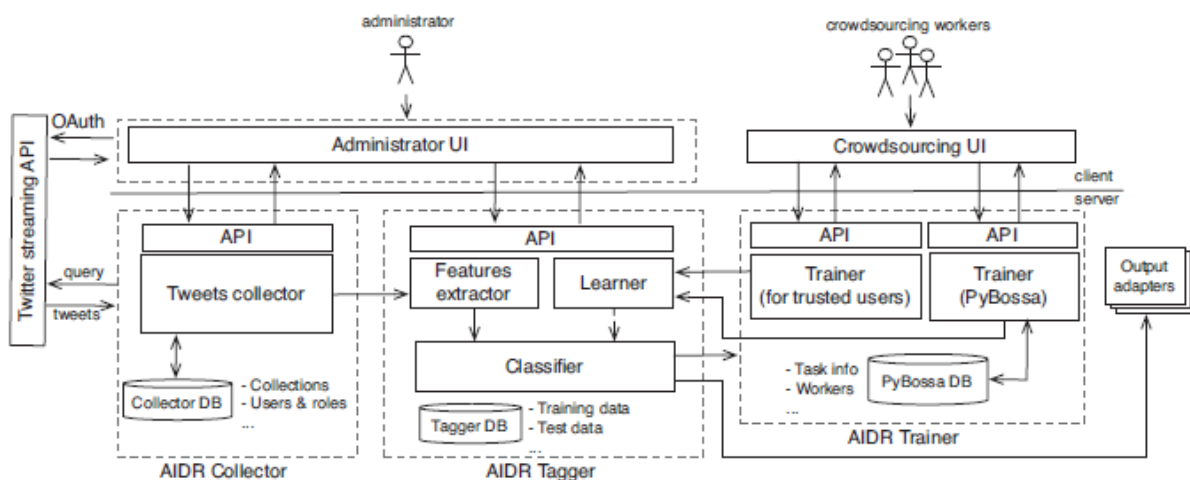 administrator
crowdsourcing workers
OAuth
Administrator UI
Crowdsourcing UI
Twitter streaming API
client
server
API
API
API
API
query
tweets
Tweets collector
Features
extractor
Learner
Trainer
(for trusted users)
Trainer
(PyBossa)
Output
adapters
Classifier
Collector DB
- Collections
- Users & roles
...
Tagger DB
- Training data
- Test data
...
- Task info
- Workers
...
PyBossa DB
AIDR Collector
AIDR Tagger
AIDR Trainer